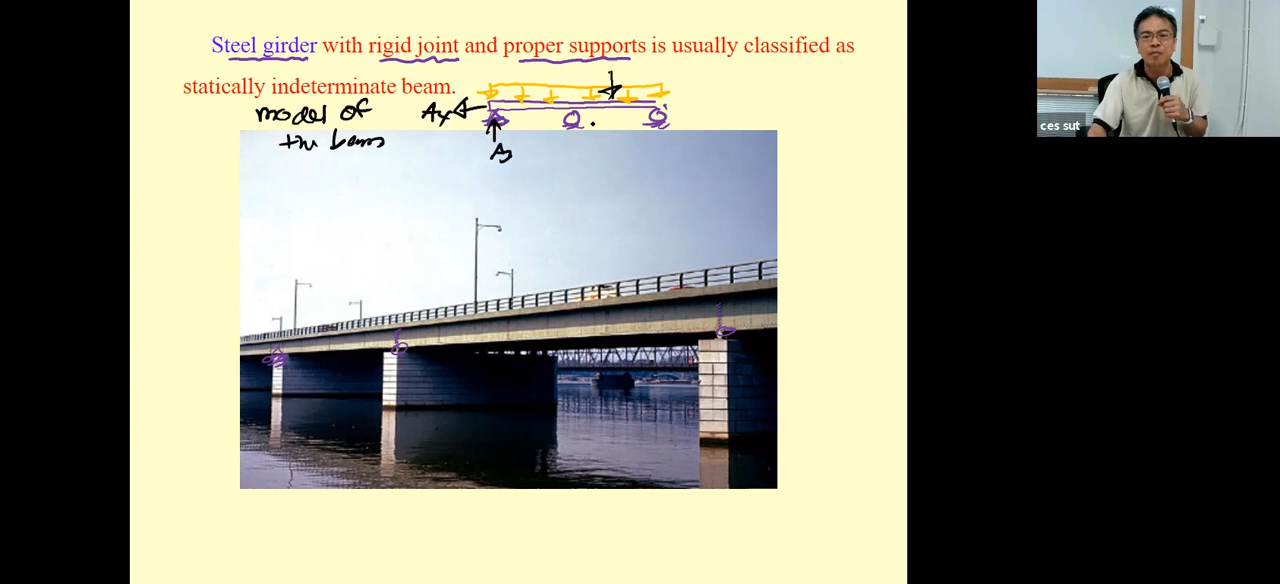 Steel girder with rigid joint and proper supports is usually classified as
statically indeterminate beam.
model of
the beam
Ax
ces sut